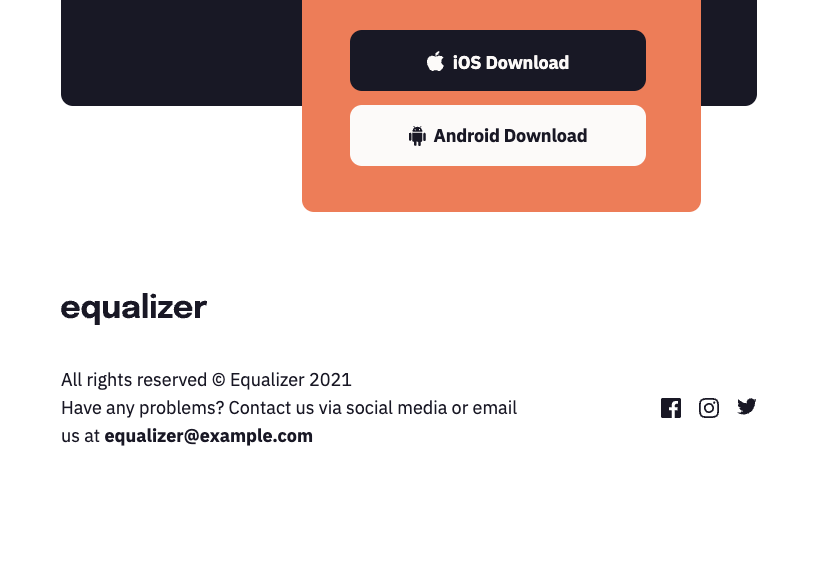 iOS Download
Android Download
equalizer
All rights reserved © Equalizer 2021
Have any problems? Contact us via social media or email
us at equalizer@example.com